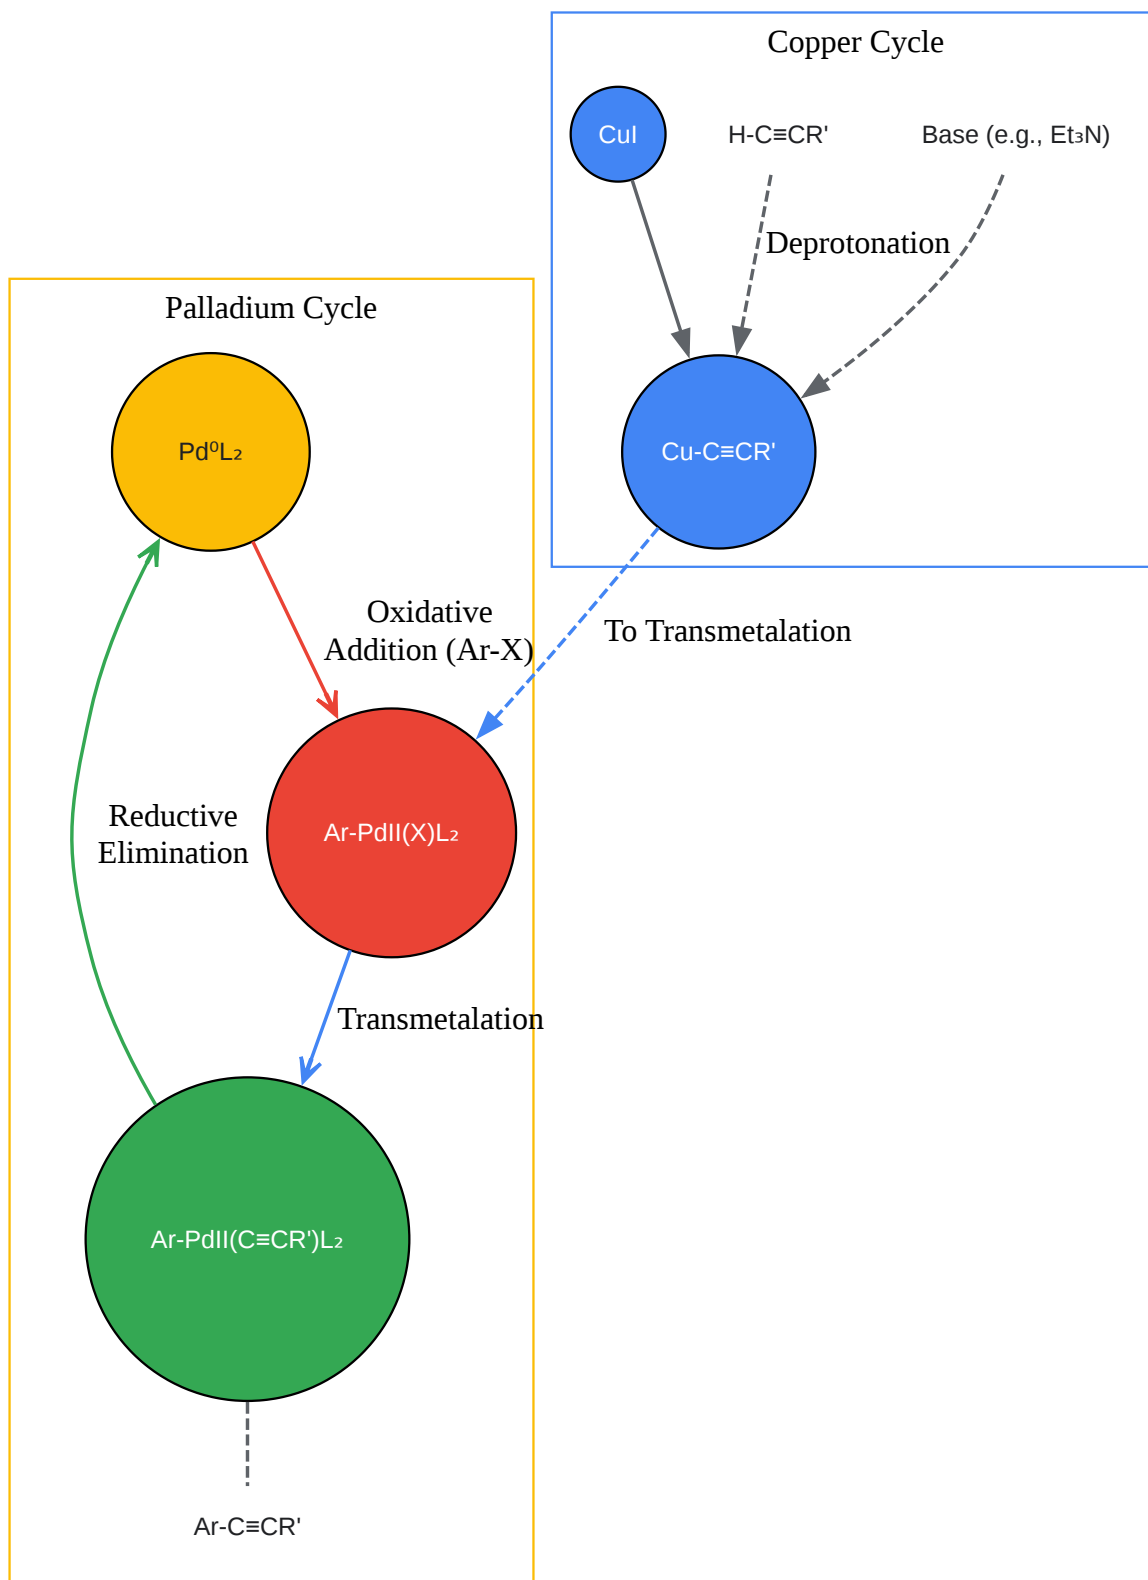 Copper Cycle
CuI
H-C≡CR'
Base (e.g., Et₃N)
Deprotonation
Palladium Cycle
Pd⁰L₂
Cu-C≡CR'
Oxidative
Addition (Ar-X)
To Transmetalation
Reductive
Elimination
Ar-PdII(X)L₂
Transmetalation
Ar-PdII(C≡CR')L₂
Ar-C≡CR'